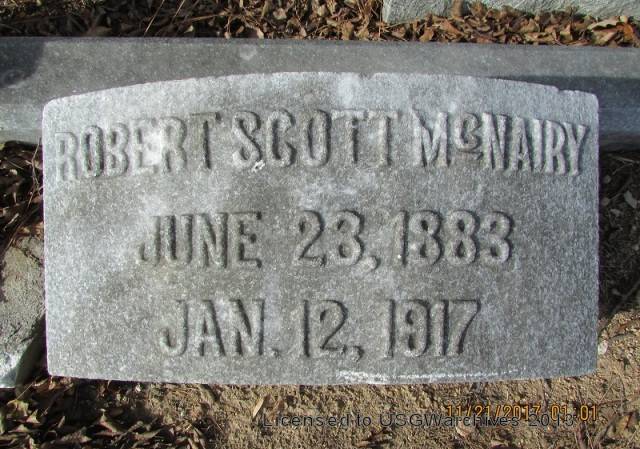 ROBERT SCOTT McNAIRY
JUNE 23, 1883
JAN. 12, 1917
11/21/2017 01:01
Licensed to USGWarchives 2018